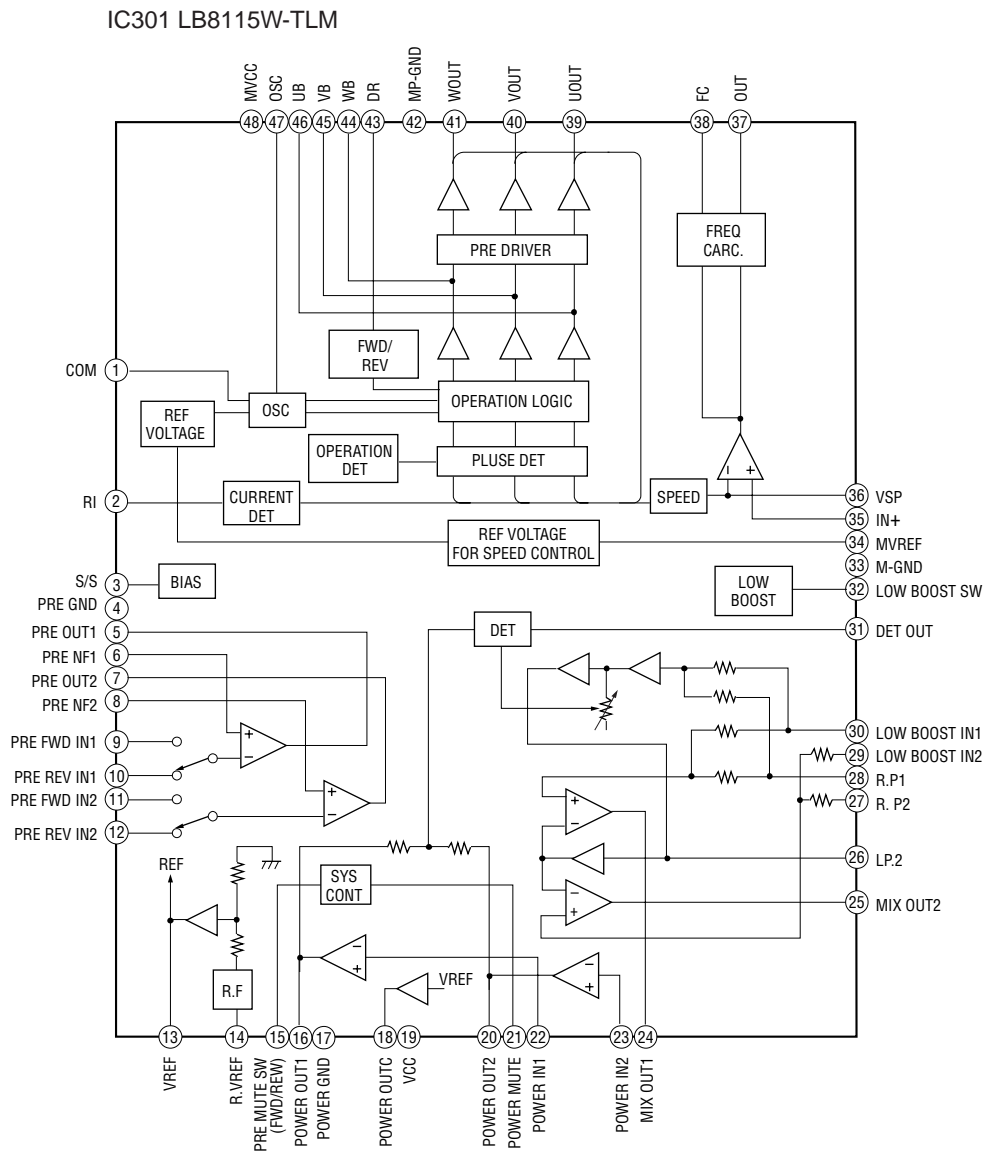 IC301 LB8115W-TLM
MVCC
OSC
UB
VB
WB
DR
MP-GND
WOUT
VOUT
UOUT
FC
OUT
48 47 46 45 44 43 42 41 40 39 38 37
PRE DRIVER
FREQ
CARC.
FWD/
REV
COM 1
REF
VOLTAGE
OSC
OPERATION LOGIC
OPERATION
DET
PLUSE DET
– +
RI 2
CURRENT
DET
SPEED
36 VSP
35 IN+
REF VOLTAGE
FOR SPEED CONTROL
34 MVREF
33 M-GND
S/S 3
BIAS
LOW
BOOST
32 LOW BOOST SW
PRE GND 4
PRE OUT1 5
DET
31 DET OUT
PRE NF1 6
PRE OUT2 7
PRE NF2 8
PRE FWD IN1 9
+
–
30 LOW BOOST IN1
29 LOW BOOST IN2
PRE REV IN1 10
28 R.P1
PRE FWD IN2 11
+
–
+
–
27 R. P2
PRE REV IN2 12
REF
SYS
CONT
26 LP.2
–
+
25 MIX OUT2
R.F
–
+
VREF
–
+
13 14 15 16 17 18 19 20 21 22 23 24
VREF
R.VREF
PRE MUTE SW
(FWD/REW)
POWER OUT1
POWER GND
POWER OUTC
VCC
POWER OUT2
POWER MUTE
POWER IN1
POWER IN2
MIX OUT1